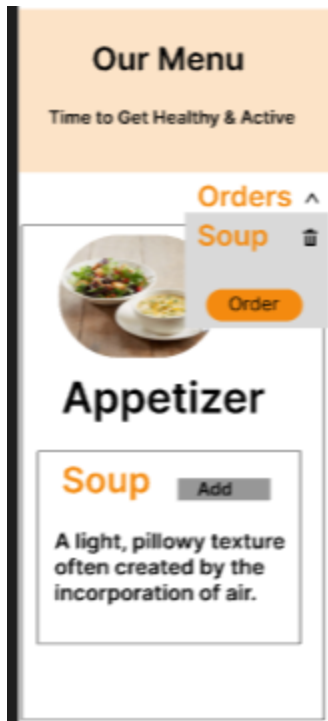 Our Menu
Time to Get Healthy & Active
Orders
Soup
Order
Appetizer
Soup
Add
A light, pillowy texture
often created by the
incorporation of air.